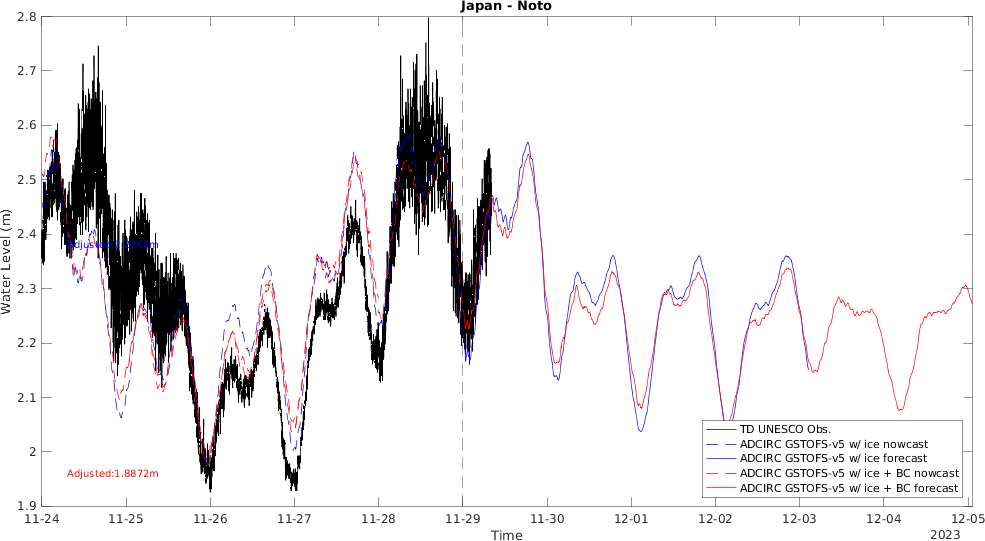 Japan - Noto
2.8
2.7
2.6
2.5
2.4
2.3
2.2
2.1
2
1.9
Water Level (m)
Adjusted:1.8872m
TD UNESCO Obs.
ADCIRC GSTOFS-v5 w/ ice nowcast
ADCIRC GSTOFS-v5 w/ ice forecast
ADCIRC GSTOFS-v5 w/ ice + BC nowcast
ADCIRC GSTOFS-v5 w/ ice + BC forecast
11-24 11-25 11-26 11-27 11-28 11-29 11-30 12-01 12-02 12-03 12-04 12-05
Time
2023